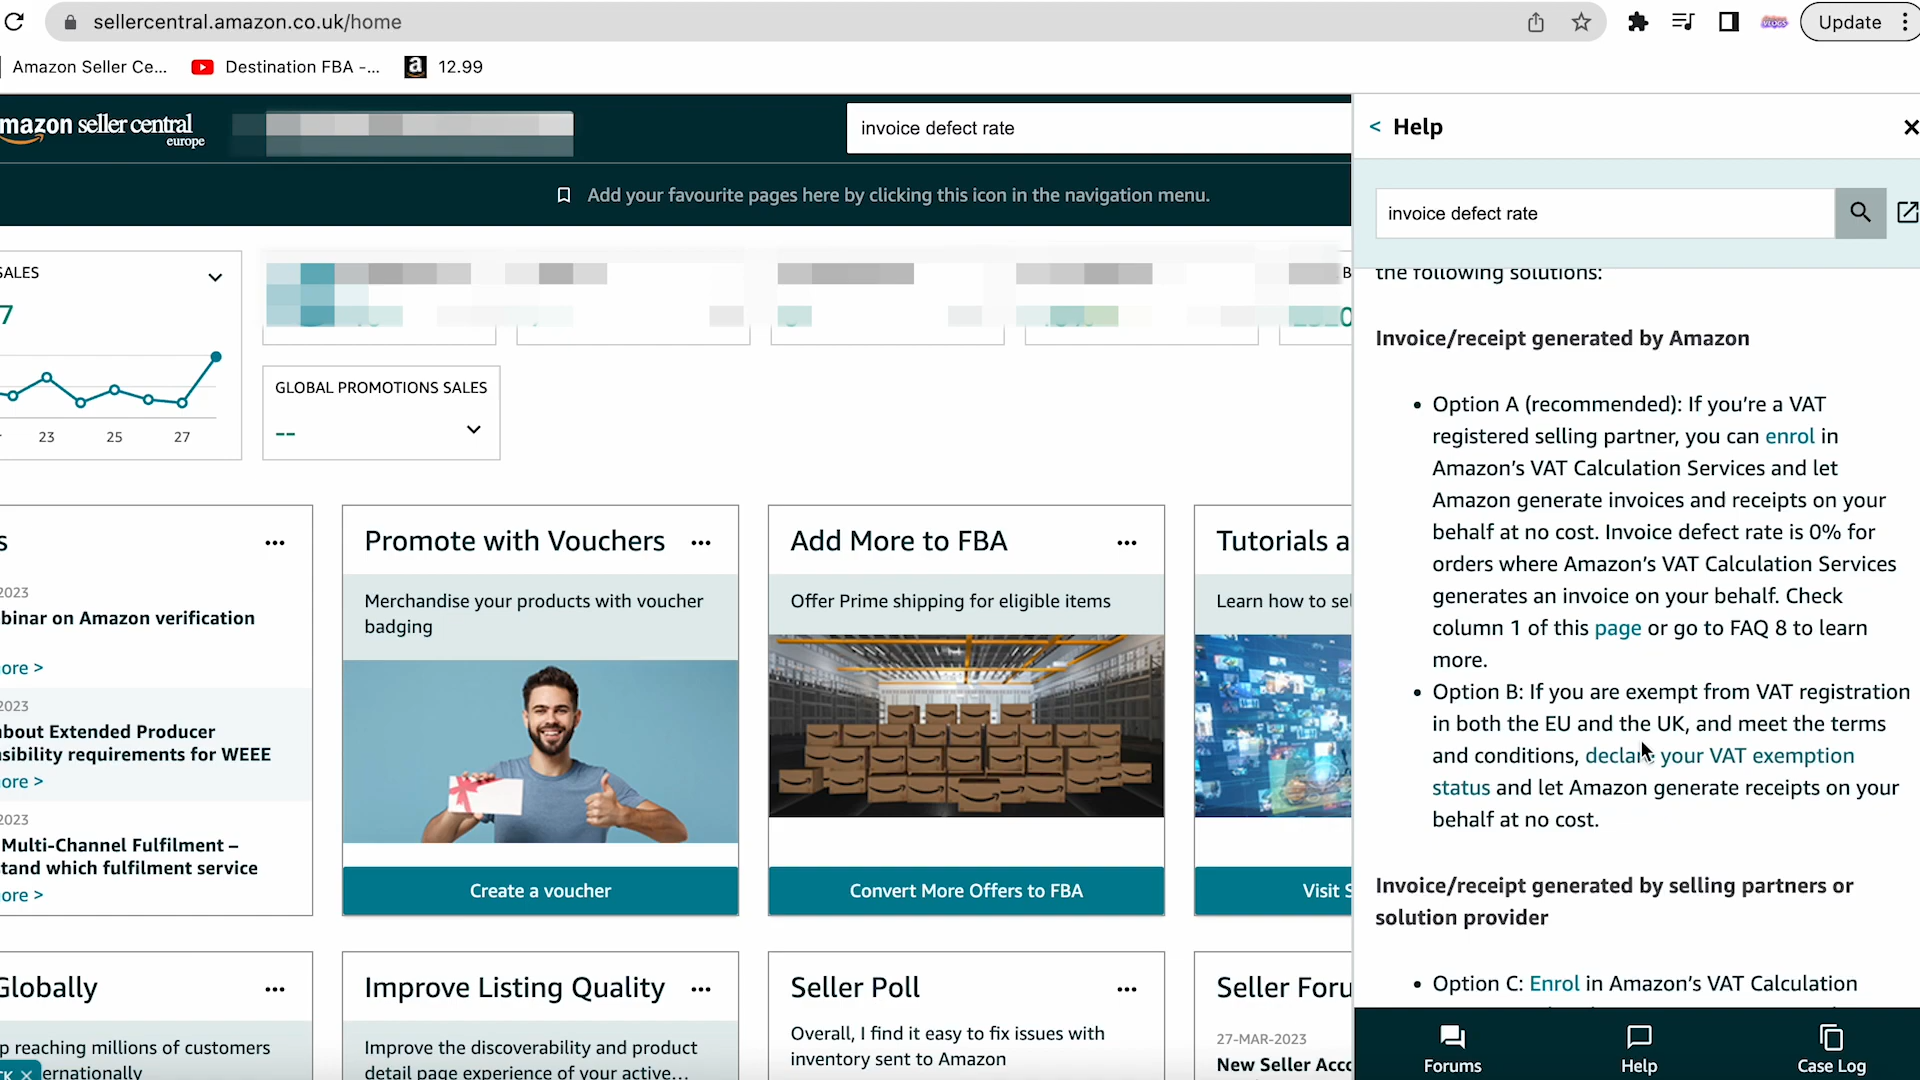 sellercentral.amazon.co.uk/home
Update
Amazon Seller Ce...
Destination FBA -...
12.99
mazon seller central
europe
invoice defect rate
Add your favourite pages here by clicking this icon in the navigation menu.
SALES
7
23 25 27
GLOBAL PROMOTIONS SALES
--
B
s
2023
binar on Amazon verification
ore >
2023
about Extended Producer
nsibility requirements for WEEE
ore >
2023
Multi-Channel Fulfilment –
stand which fulfilment service
ore >
Promote with Vouchers
Merchandise your products with voucher
badging
Create a voucher
Add More to FBA
Offer Prime shipping for eligible items
Convert More Offers to FBA
Tutorials a
Learn how to sel
Visit S
Globally
p reaching millions of customers
ernationally
CK X
Improve Listing Quality
Improve the discoverability and product
detail page experience of your active...
Seller Poll
Overall, I find it easy to fix issues with
inventory sent to Amazon
Seller Foru
27-MAR-2023
New Seller Acco
< Help
invoice defect rate
the following solutions:
Invoice/receipt generated by Amazon
• Option A (recommended): If you're a VAT
registered selling partner, you can enrol in
Amazon's VAT Calculation Services and let
Amazon generate invoices and receipts on your
behalf at no cost. Invoice defect rate is 0% for
orders where Amazon's VAT Calculation Services
generates an invoice on your behalf. Check
column 1 of this page or go to FAQ 8 to learn
more.
• Option B: If you are exempt from VAT registration
in both the EU and the UK, and meet the terms
and conditions, declare your VAT exemption
status and let Amazon generate receipts on your
behalf at no cost.
Invoice/receipt generated by selling partners or
solution provider
• Option C: Enrol in Amazon's VAT Calculation
Forums
Help
Case Log